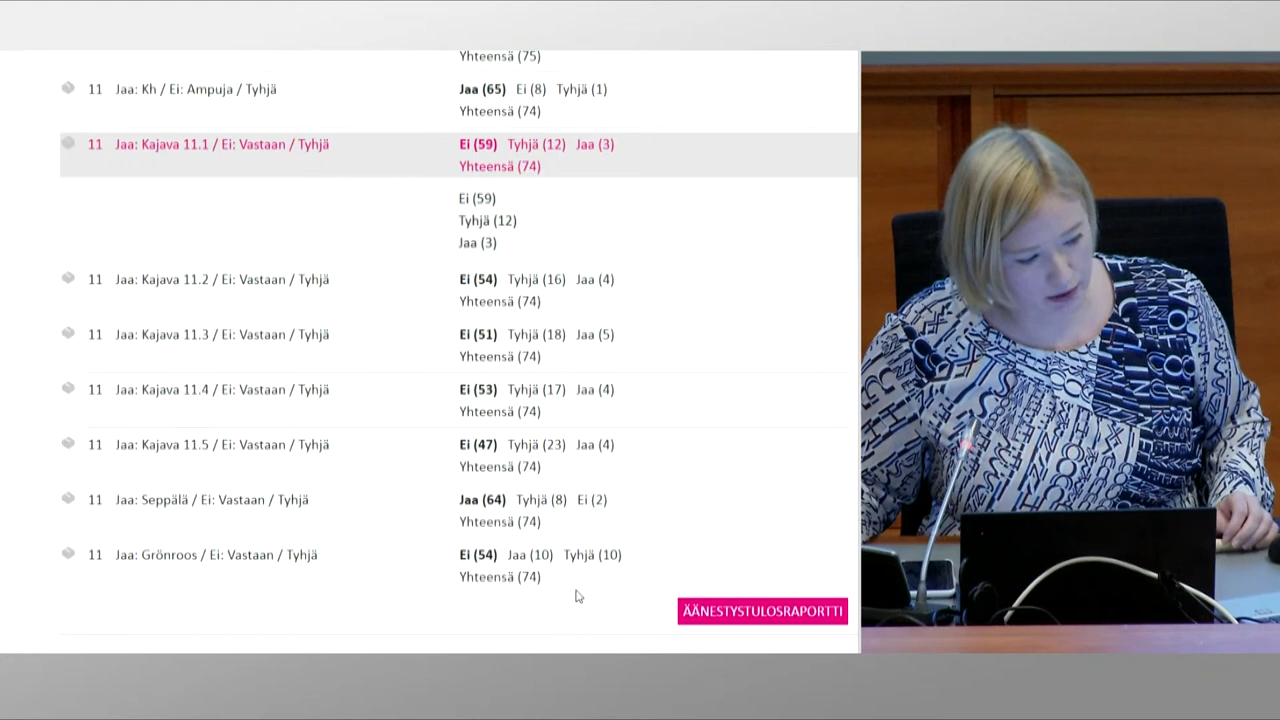 Yhteensä (75)
11 Jaa: Kh / Ei: Ampuja / Tyhjä Jaa (65) Ei (8) Tyhjä (1)
Yhteensä (74)
11 Jaa: Kajava 11.1 / Ei: Vastaan / Tyhjä Ei (59) Tyhjä (12) Jaa (3)
Yhteensä (74)
Ei (59)
Tyhjä (12)
Jaa (3)
11 Jaa: Kajava 11.2 / Ei: Vastaan / Tyhjä Ei (54) Tyhjä (16) Jaa (4)
Yhteensä (74)
11 Jaa: Kajava 11.3 / Ei: Vastaan / Tyhjä Ei (51) Tyhjä (18) Jaa (5)
Yhteensä (74)
11 Jaa: Kajava 11.4 / Ei: Vastaan / Tyhjä Ei (53) Tyhjä (17) Jaa (4)
Yhteensä (74)
11 Jaa: Kajava 11.5 / Ei: Vastaan / Tyhjä Ei (47) Tyhjä (23) Jaa (4)
Yhteensä (74)
11 Jaa: Seppälä / Ei: Vastaan / Tyhjä Jaa (64) Tyhjä (8) Ei (2)
Yhteensä (74)
11 Jaa: Grönroos / Ei: Vastaan / Tyhjä Ei (54) Jaa (10) Tyhjä (10)
Yhteensä (74)
ÄÄNESTYSTULOSRAPORTTI